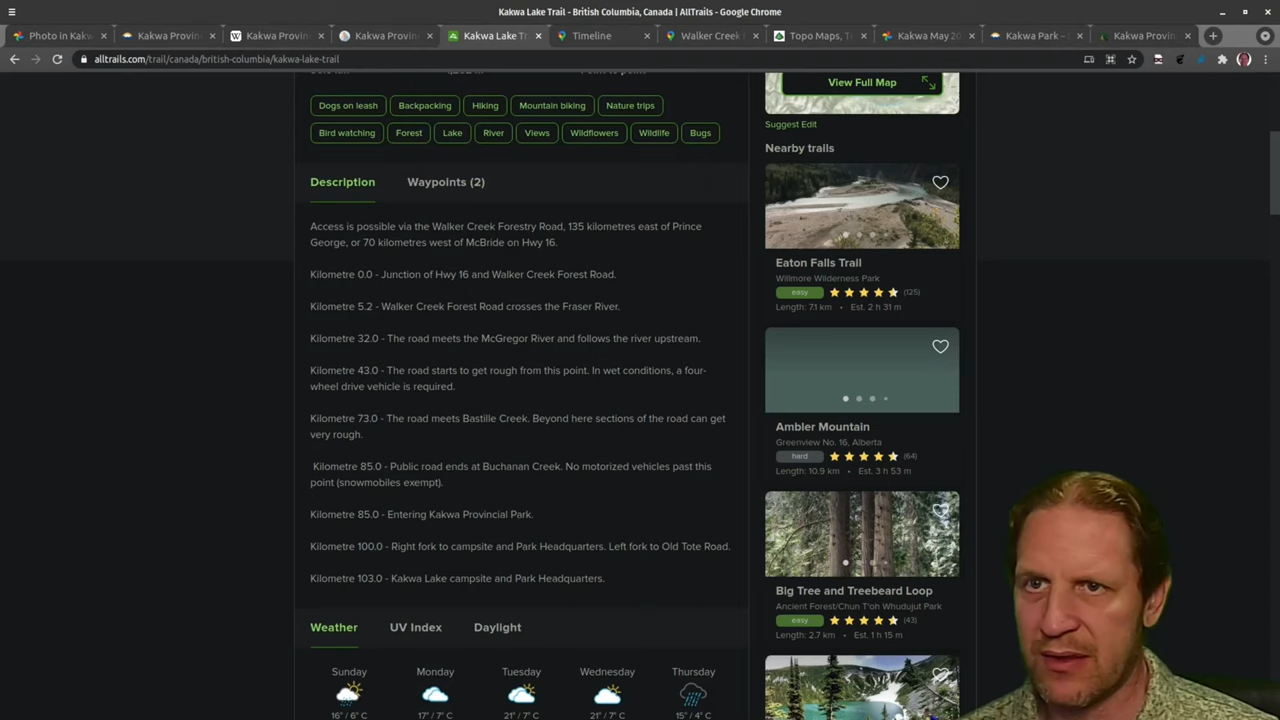 Kakwa Lake Trail - British Columbia, Canada | AllTrails - Google Chrome
Photo in Kakw
Kakwa Provin
Kakwa Provin
Kakwa Provin
Kakwa Lake Tr
Timeline
Walker Creek
Topo Maps, T
Kakwa May 20
Kakwa Park –
Kakwa Provin
alltrails.com/trail/canada/british-columbia/kakwa-lake-trail
Dogs on leash
Backpacking
Hiking
Mountain biking
Nature trips
Bird watching
Forest
Lake
River
Views
Wildflowers
Wildlife
Bugs
Description
Waypoints (2)
Access is possible via the Walker Creek Forestry Road, 135 kilometres east of Prince
George, or 70 kilometres west of McBride on Hwy 16.
Kilometre 0.0 - Junction of Hwy 16 and Walker Creek Forest Road.
Kilometre 5.2 - Walker Creek Forest Road crosses the Fraser River.
Kilometre 32.0 - The road meets the McGregor River and follows the river upstream.
Kilometre 43.0 - The road starts to get rough from this point. In wet conditions, a four-
wheel drive vehicle is required.
Kilometre 73.0 - The road meets Bastille Creek. Beyond here sections of the road can get
very rough.
Kilometre 85.0 - Public road ends at Buchanan Creek. No motorized vehicles past this
point (snowmobiles exempt).
Kilometre 85.0 - Entering Kakwa Provincial Park.
Kilometre 100.0 - Right fork to campsite and Park Headquarters. Left fork to Old Tote Road.
Kilometre 103.0 - Kakwa Lake campsite and Park Headquarters.
Weather
UV Index
Daylight
Sunday
Monday
Tuesday
Wednesday
Thursday
16° / 6° C
17° / 7° C
21° / 7° C
21° / 7° C
15° / 4° C
View Full Map
Suggest Edit
Nearby trails
Eaton Falls Trail
Willmore Wilderness Park
easy (125)
Length: 7.1 km • Est. 2 h 31 m
Ambler Mountain
Greenview No. 16, Alberta
hard (64)
Length: 10.9 km • Est. 3 h 53 m
Big Tree and Treebeard Loop
Ancient Forest/Chun T'oh Whudujut Park
easy (43)
Length: 2.7 km • Est. 1 h 15 m